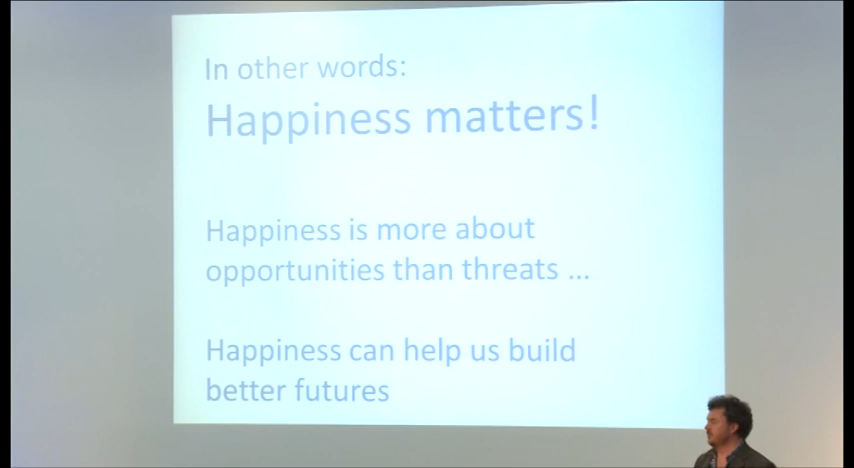 In other words:
Happiness matters!
Happiness is more about
opportunities than threats ...
Happiness can help us build
better futures